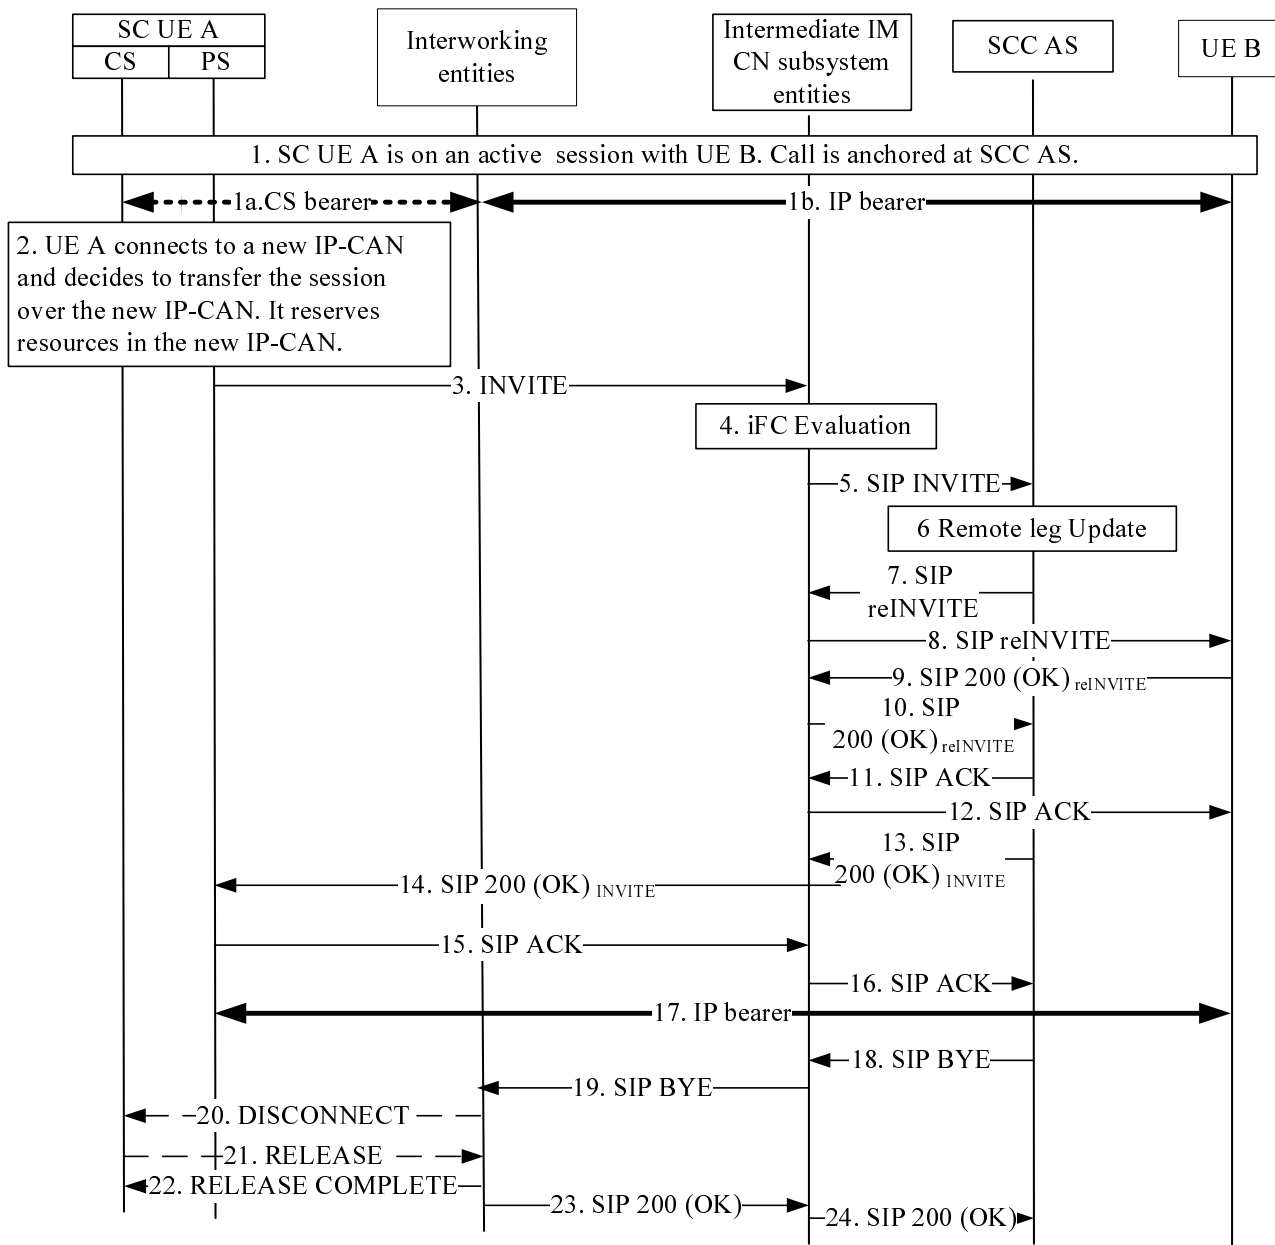 SC UE A
CS
PS
Interworking
entities
Intermediate IM
CN subsystem
entities
SCC AS
UE B
1. SC UE A is on an active session with UE B. Call is anchored at SCC AS.
1a.CS bearer
1b. IP bearer
2. UE A connects to a new IP-CAN
and decides to transfer the session
over the new IP-CAN. It reserves
resources in the new IP-CAN.
3. INVITE
4. iFC Evaluation
5. SIP INVITE
6 Remote leg Update
7. SIP
reINVITE
8. SIP reINVITE
9. SIP 200 (OK) reINVITE
10. SIP
200 (OK) reINVITE
11. SIP ACK
12. SIP ACK
13. SIP
200 (OK) INVITE
14. SIP 200 (OK) INVITE
15. SIP ACK
16. SIP ACK
17. IP bearer
18. SIP BYE
19. SIP BYE
20. DISCONNECT
21. RELEASE
22. RELEASE COMPLETE
23. SIP 200 (OK)
24. SIP 200 (OK)